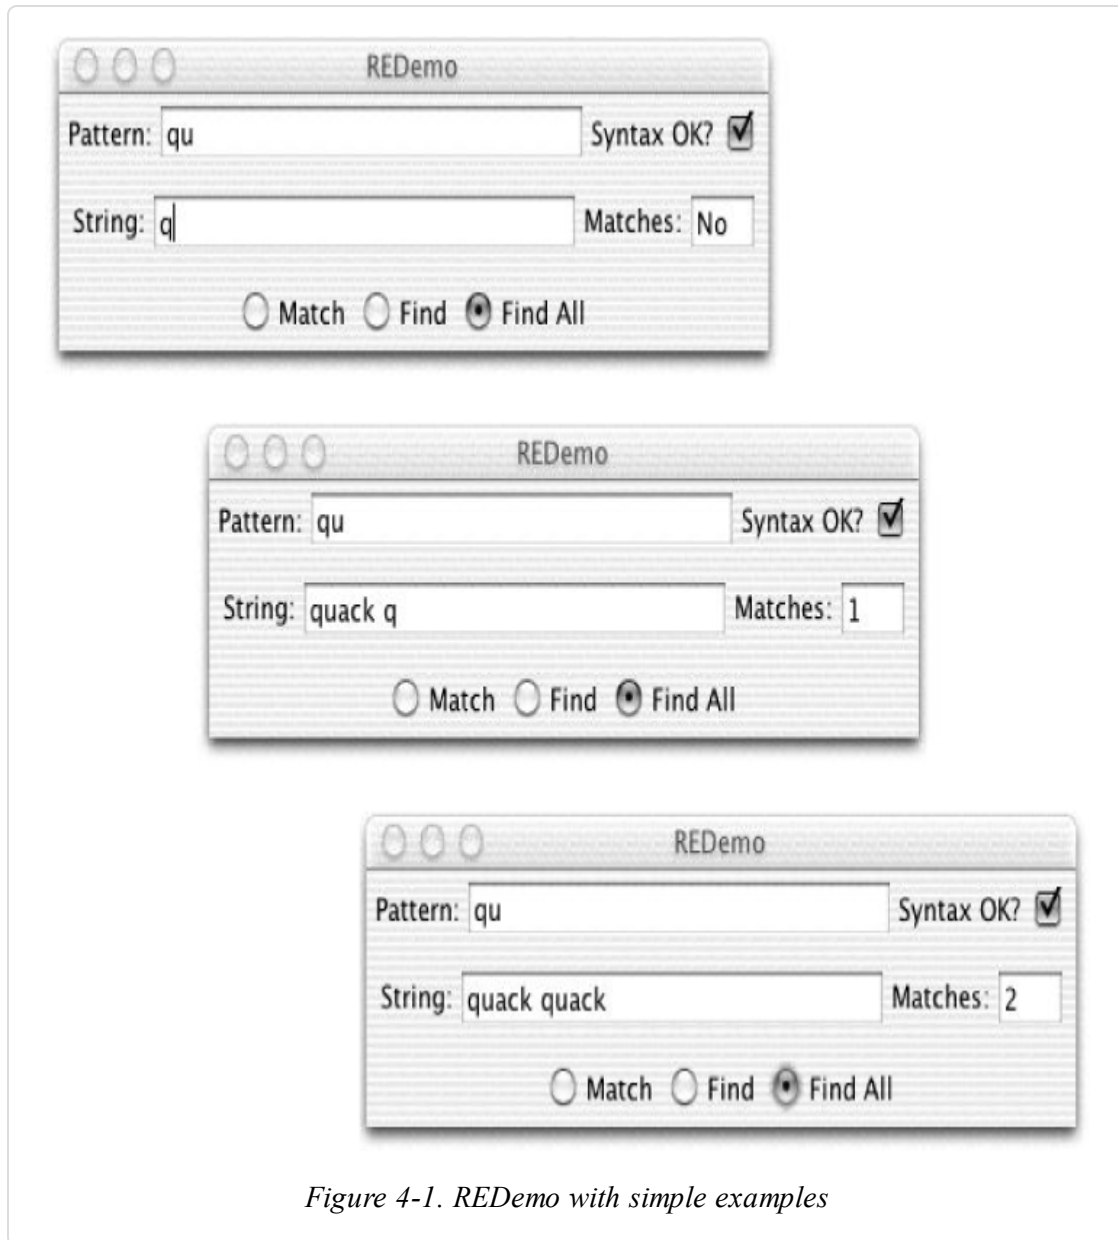 REDemo
Pattern: qu Syntax OK?
String: q Matches: No
Match Find Find All
REDemo
Pattern: qu Syntax OK?
String: quack q Matches: 1
Match Find Find All
REDemo
Pattern: qu Syntax OK?
String: quack quack Matches: 2
Match Find Find All
Figure 4-1. REDemo with simple examples